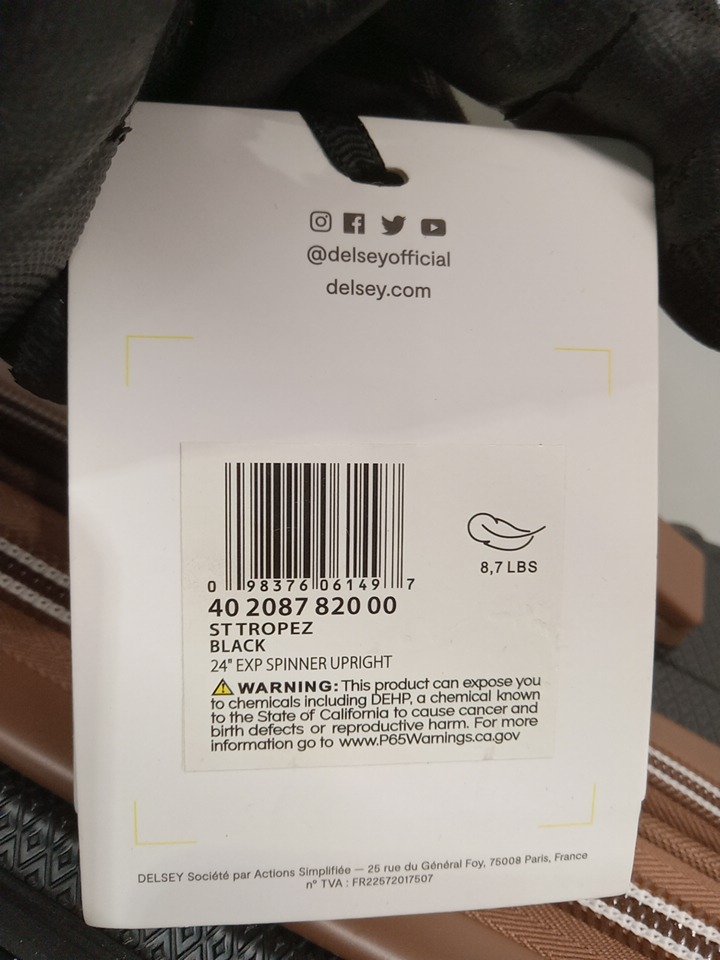 @delseyofficial
delsey.com
0 98376 06149 7
8,7 LBS
40 2087 820 00
ST TROPEZ
BLACK
24" EXP SPINNER UPRIGHT
WARNING: This product can expose you
to chemicals including DEHP, a chemical known
to the State of California to cause cancer and
birth defects or reproductive harm. For more
information go to www.P65Warnings.ca.gov
DELSEY Société par Actions Simplifiée — 25 rue du Général Foy, 75008 Paris, France
n° TVA : FR22572017507